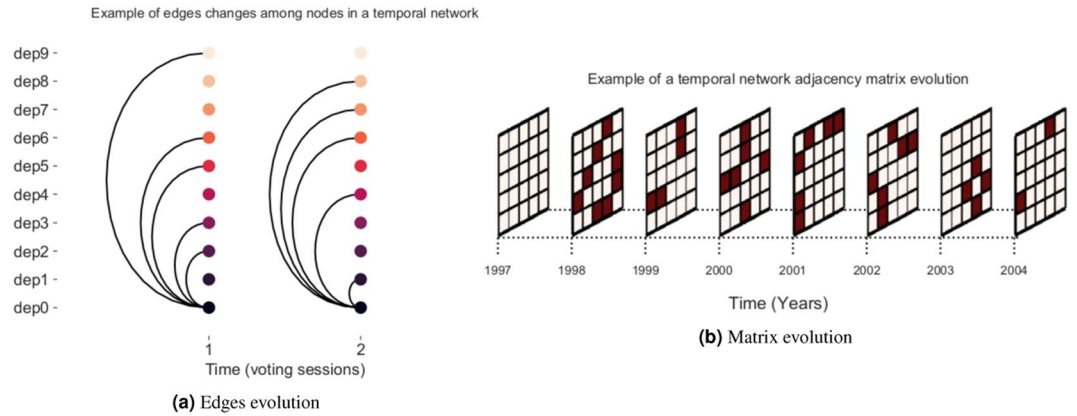 Example of edges changes among nodes in a temporal network
dep9
dep8
dep7
dep6
dep5
dep4
dep3
dep2
dep1
dep0
1 2
Time (voting sessions)
(a) Edges evolution
Example of a temporal network adjacency matrix evolution
1997 1998 1999 2000 2001 2002 2003 2004
Time (Years)
(b) Matrix evolution